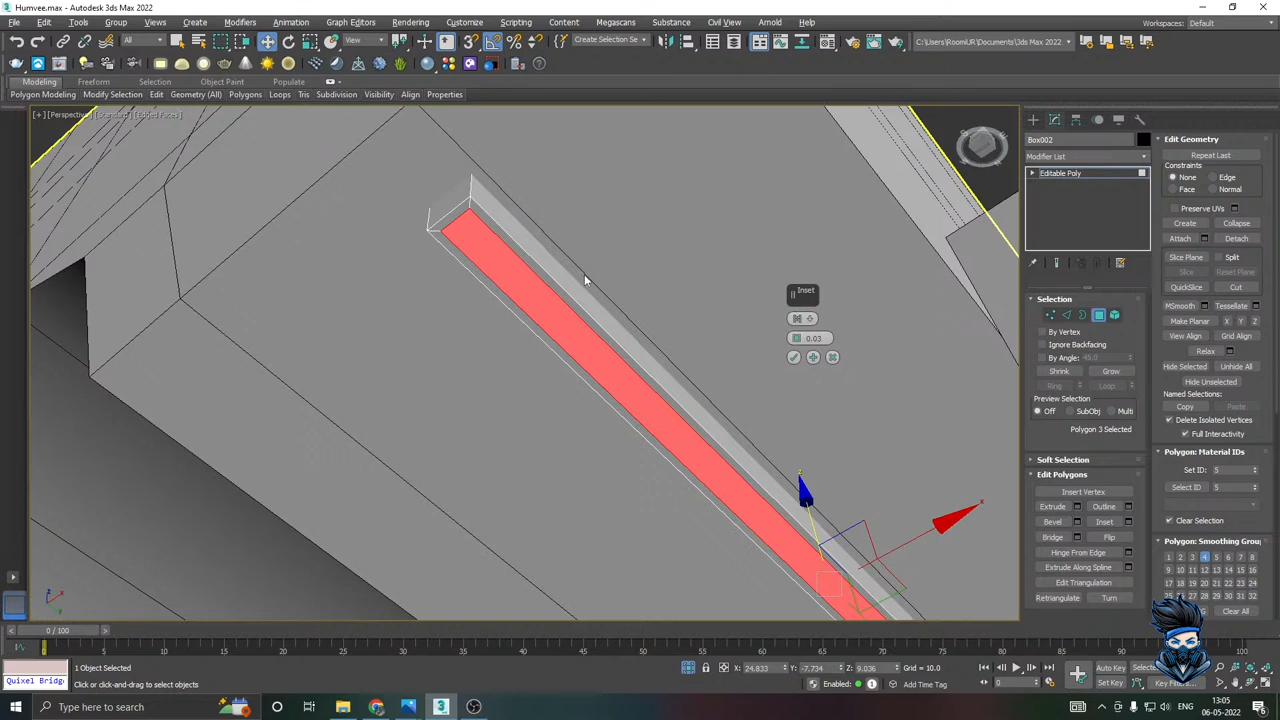 Humvee.max - Autodesk 3ds Max 2022
File Edit Tools Group Views Create Modifiers Animation Graph Editors Rendering Customize Scripting Content Megascans Substance Civil View Arnold Help
Workspaces: Default
All View Create Selection Se C:\Users\RoomUR\Documents\3ds Max 2022
Modeling Freeform Selection Object Paint Populate
Polygon Modeling Modify Selection Edit Geometry (All) Polygons Loops Tris Subdivision Visibility Align Properties
[+] [Perspective] [Standard] [Edged Faces]
Box002
Modifier List
Editable Poly
Selection
By Vertex
Ignore Backfacing
By Angle: 45.0
Shrink Grow
Ring Loop
Preview Selection
Off SubObj Multi
Polygon 3 Selected
Soft Selection
Edit Polygons
Insert Vertex
Extrude Outline
Bevel Inset
Bridge Flip
Hinge From Edge
Extrude Along Spline
Edit Triangulation
Retriangulate Turn
Edit Geometry
Repeat Last
Constraints
None Edge
Face Normal
Preserve UVs
Create Collapse
Attach Detach
Slice Plane Split
Slice Reset Plane
QuickSlice Cut
MSmooth Tessellate
Make Planar X Y Z
View Align Grid Align
Relax
Hide Selected Unhide All
Hide Unselected
Named Selections:
Copy Paste
Delete Isolated Vertices
Full Interactivity
Polygon: Material IDs
Set ID: 5
Select ID 5
Clear Selection
Polygon: Smoothing Grou
1 2 3 4 5 6 7 8
9 10 11 12 13 14 15 16
17 18 19 20 21 22 23 24
25 31 32
Clear All
Inset
0.03
z
x
0 / 100
0 5 10 15 20 25 30 35 40 45 50 55 60 65 70 75 80 85 90 95 100
1 Object Selected
X: 24.833 Y: -7.734 Z: 9.036 Grid = 10.0
Auto Key Selecte
Quixel Bridg
Click or click-and-drag to select objects
Enabled: Add Time Tag
0
Set Key Key Filters...
Type here to search
ENG
13:05
06-05-2022